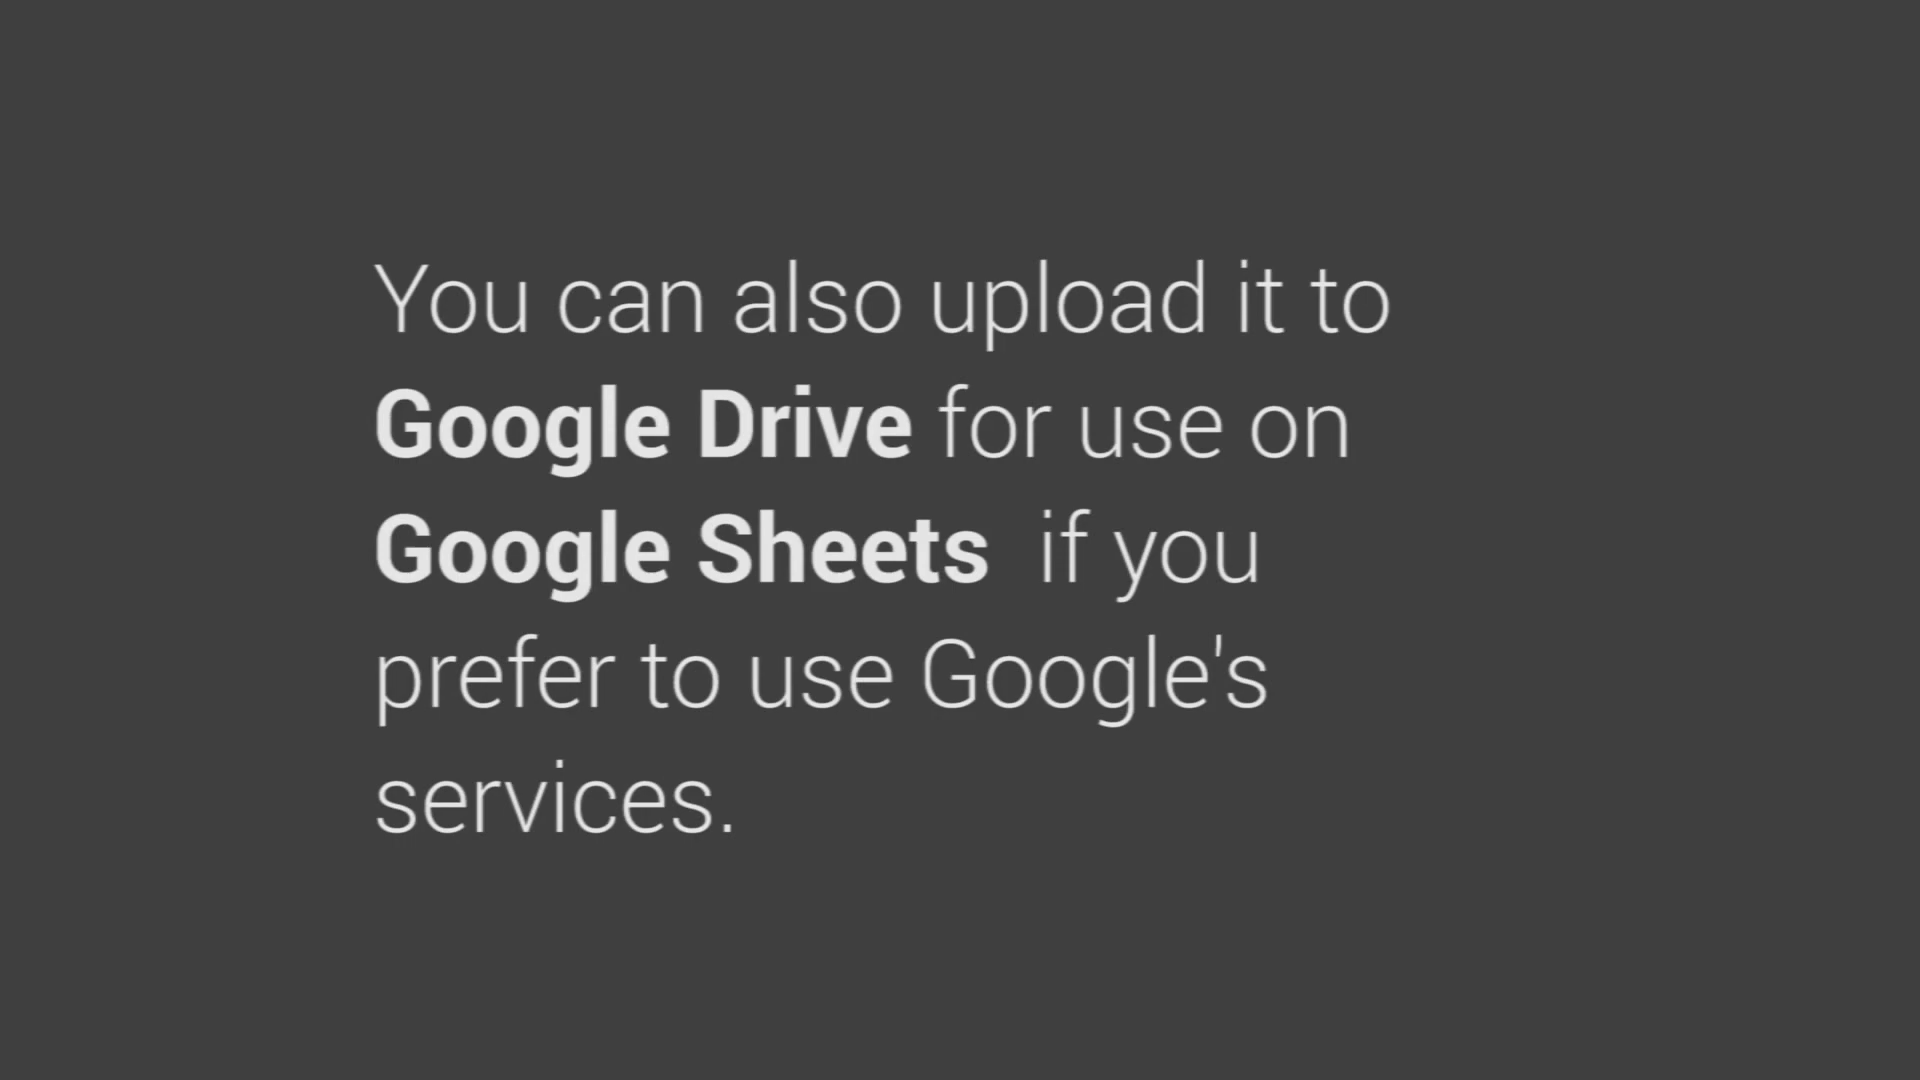 You can also upload it to
Google Drive for use on
Google Sheets  if you
prefer to use Google's
services.